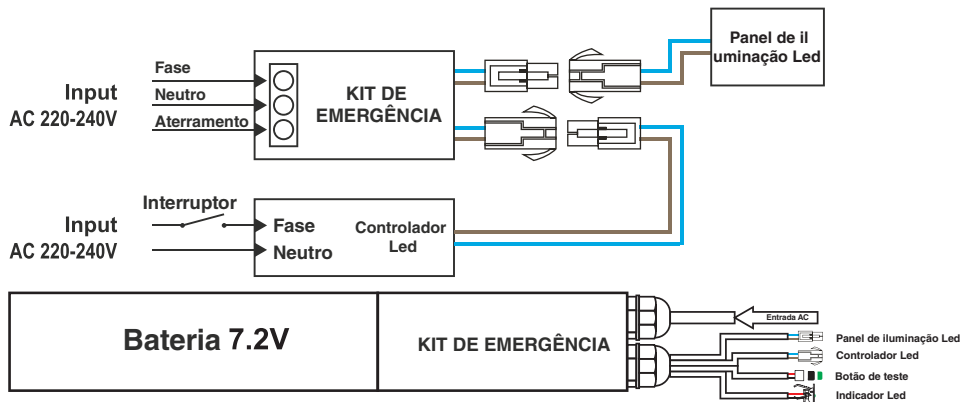 Panel de il
uminação Led
Fase
Input
Neutro
AC 220-240V
Aterramento
KIT DE
EMERGÊNCIA
Interruptor
Input
AC 220-240V
Fase
Neutro
Controlador
Led
Bateria 7.2V
KIT DE EMERGÊNCIA
Entrada AC
Panel de iluminação Led
Controlador Led
Botão de teste
Indicador Led